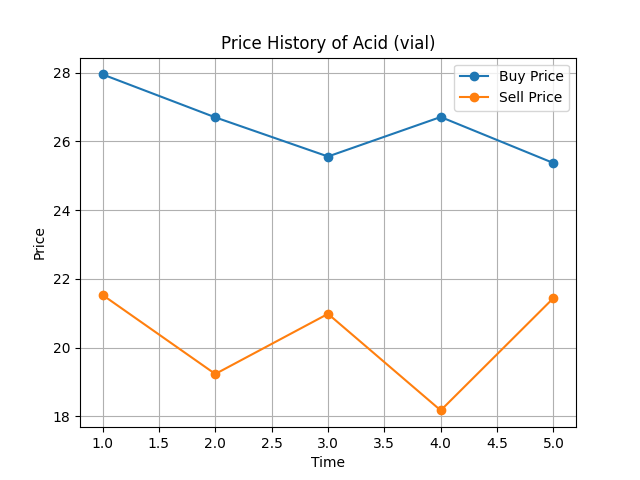 Price History of Acid (vial)
Buy Price
Sell Price
Price
28
26
24
22
20
18
1.0 1.5 2.0 2.5 3.0 3.5 4.0 4.5 5.0
Time